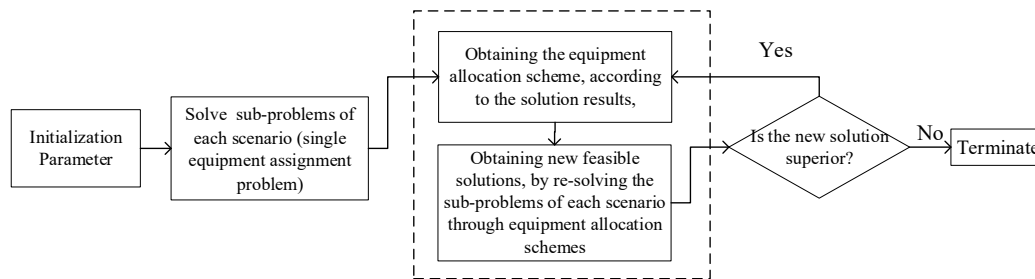 Initialization
Parameter
Solve sub-problems of
each scenario (single
equipment assignment
problem)
Obtaining the equipment
allocation scheme, according
to the solution results,
Obtaining new feasible
solutions, by re-solving the
sub-problems of each scenario
through equipment allocation
schemes
Yes
Is the new solution
superior?
No
Terminate